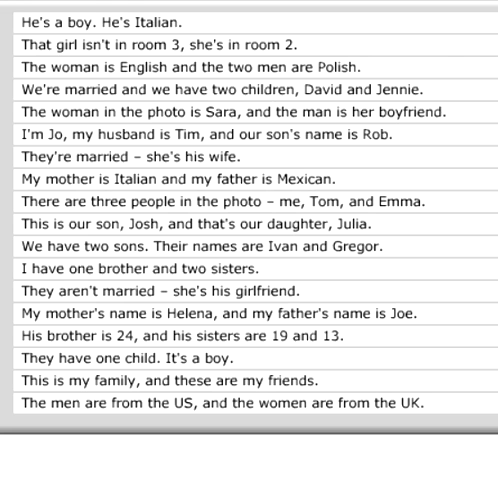 He's a boy. He's Italian.
That girl isn't in room 3, she's in room 2.
The woman is English and the two men are Polish.
We're married and we have two children, David and Jennie.
The woman in the photo is Sara, and the man is her boyfriend.
I'm Jo, my husband is Tim, and our son's name is Rob.
They're married – she's his wife.
My mother is Italian and my father is Mexican.
There are three people in the photo – me, Tom, and Emma.
This is our son, Josh, and that's our daughter, Julia.
We have two sons. Their names are Ivan and Gregor.
I have one brother and two sisters.
They aren't married – she's his girlfriend.
My mother's name is Helena, and my father's name is Joe.
His brother is 24, and his sisters are 19 and 13.
They have one child. It's a boy.
This is my family, and these are my friends.
The men are from the US, and the women are from the UK.